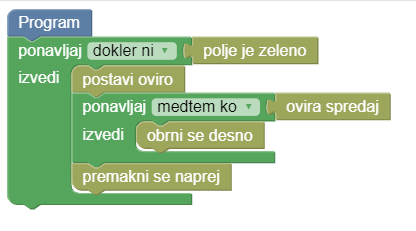 Program
ponavljaj dokler ni polje je zeleno
izvedi postavi oviro
ponavljaj medtem ko ovira spredaj
izvedi obrni se desno
premakni se naprej